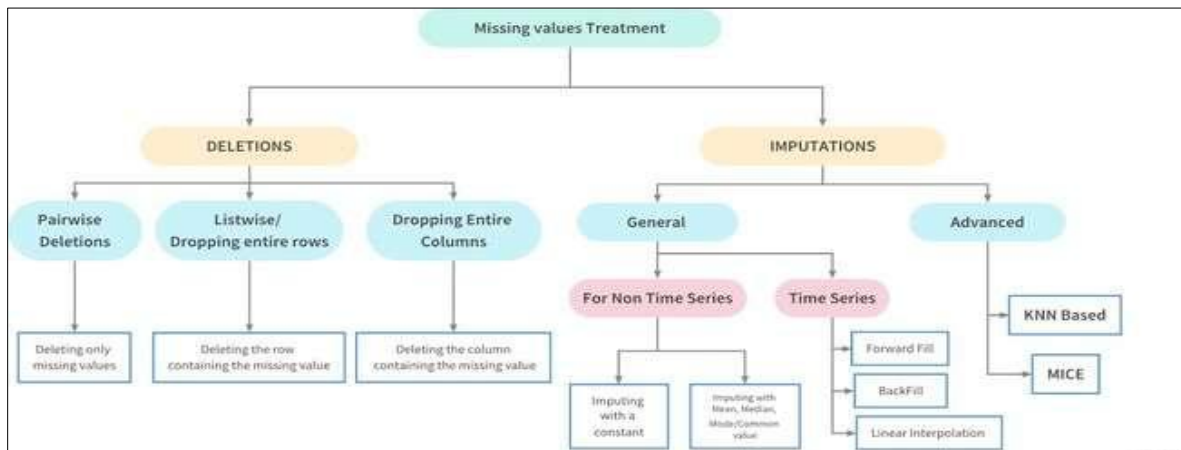 Missing values Treatment
DELETIONS
IMPUTATIONS
Pairwise
Deletions
Listwise/
Dropping entire rows
Dropping Entire
Columns
General
Advanced
For Non Time Series
Time Series
KNN Based
MICE
Deleting only
missing values
Deleting the row
containing the missing value
Deleting the column
containing the missing value
Forward Fill
BackFill
Linear Interpolation
Imputing
with a
constant
Imputing with
Mean, Median,
Mode/Common
value